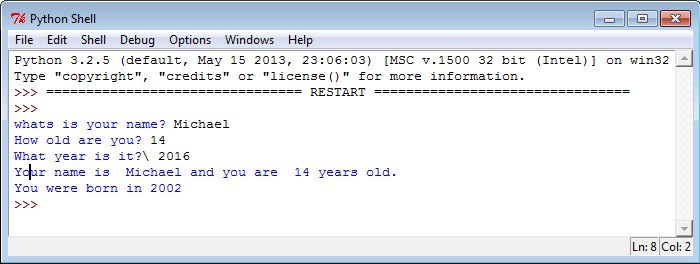 Python Shell
File Edit Shell Debug Options Windows Help
Python 3.2.5 (default, May 15 2013, 23:06:03) [MSC v.1500 32 bit (Intel)] on win32
Type "copyright", "credits" or "license()" for more information.
>>> ================================ RESTART ================================
>>>
whats is your name? Michael
How old are you? 14
What year is it?\ 2016
Your name is  Michael and you are  14 years old.
You were born in 2002
>>>
Ln: 8 Col: 2